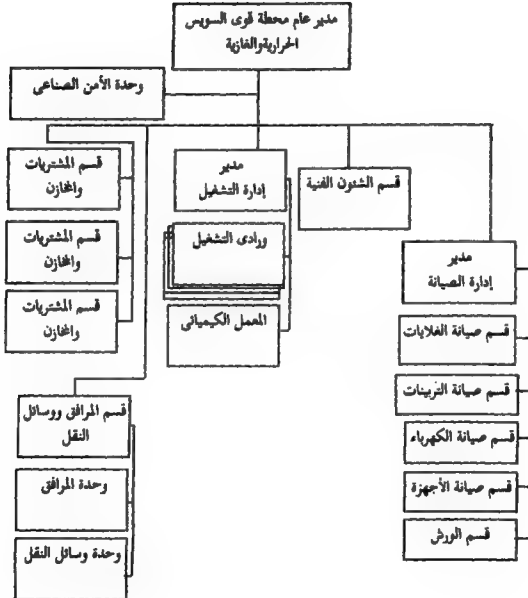 مدير عام محطة قوى السويس
الحرارية والغازية
وحدة الأمن الصناعى
قسم المشتريات
والمخازن
مدير
إدارة التشغيل
قسم الشئون الفنية
قسم المشتريات
والمخازن
ورادى التشغيل
مدير
إدارة الصيانة
قسم المشتريات
والمخازن
المعمل الكيميائى
قسم صيانة الغلايات
قسم صيانة التربينات
قسم المرافق ووسائل
النقل
قسم صيانة الكهرباء
وحدة المرافق
قسم صيانة الأجهزة
وحدة وسائل النقل
قسم الورش